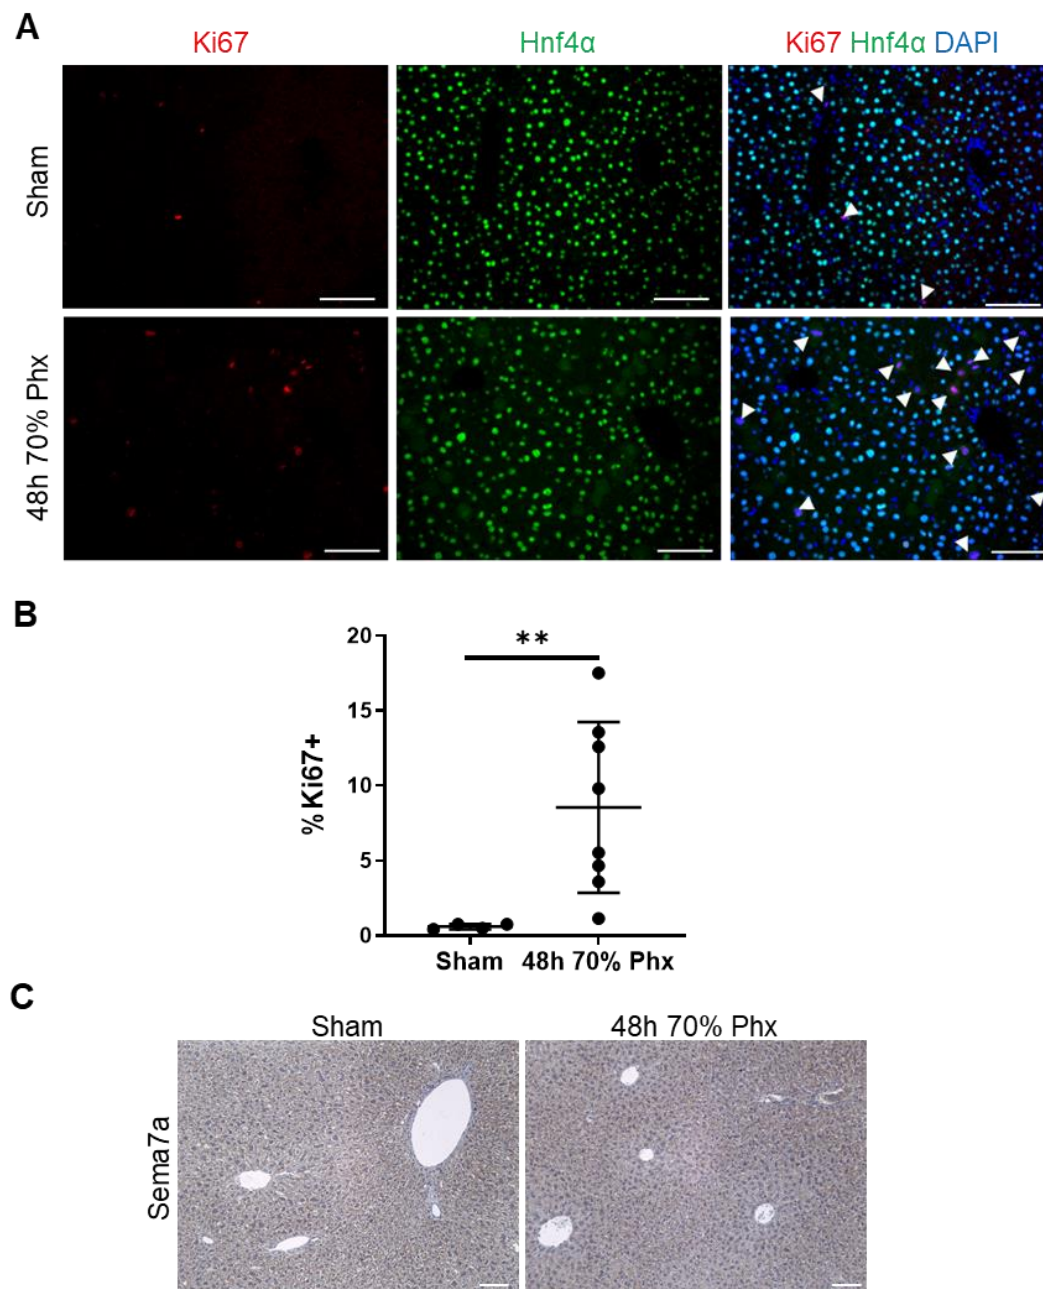 A
Ki67
Hnf4α
Ki67 Hnf4α DAPI
Sham
48h 70% Phx
B
**
20
15
10
5
0
%Ki67+
Sham
48h 70% Phx
C
Sham
48h 70% Phx
Sema7a